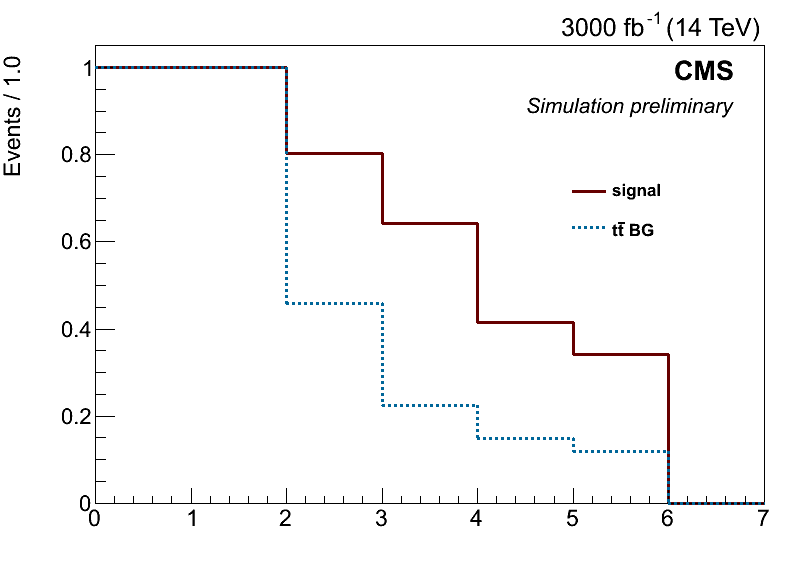 3000 fb⁻¹ (14 TeV)
Events / 1.0
CMS
Simulation preliminary
signal
tt̄ BG
1
0.8
0.6
0.4
0.2
0
0 1 2 3 4 5 6 7